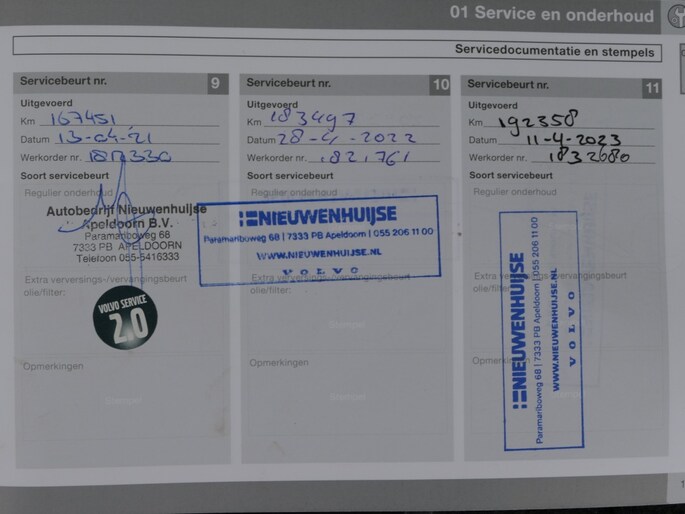 01 Service en onderhoud
Servicedocumentatie en stempels
Servicebeurt nr. 9
Uitgevoerd
Km 167451
Datum 13-04-'21
Werkorder nr.
Soort servicebeurt
Regulier onderhoud
Autobedrijf Nieuwenhuijse
Apeldoorn B.V.
Paramariboweg 68
7333 PB APELDOORN
Telefoon 055-5416333
Extra verversings-/vervangingsbeurt
olie/filter:
VOLVO SERVICE
2.0
Opmerkingen
Servicebeurt nr. 10
Uitgevoerd
Km 183497
Datum 28-4-2022
Werkorder nr. 1821761
Soort servicebeurt
Regulier onderhoud
NIEUWENHUIJSE
Paramariboweg 68 | 7333 PB Apeldoorn | 055 206 11 00
WWW.NIEUWENHUIJSE.NL
VOLVO
Extra verversings-/vervangingsbeurt
olie/filter:
Opmerkingen
Servicebeurt nr. 11
Uitgevoerd
Km 192358
Datum 11-4-2023
Werkorder nr. 1832680
Soort servicebeurt
Regulier onderhoud
Extra verversings-/vervangingsbeurt
olie/filter:
NIEUWENHUIJSE
Paramariboweg 68 | 7333 PB Apeldoorn | 055 206 11 00
WWW.NIEUWENHUIJSE.NL
VOLVO
Opmerkingen